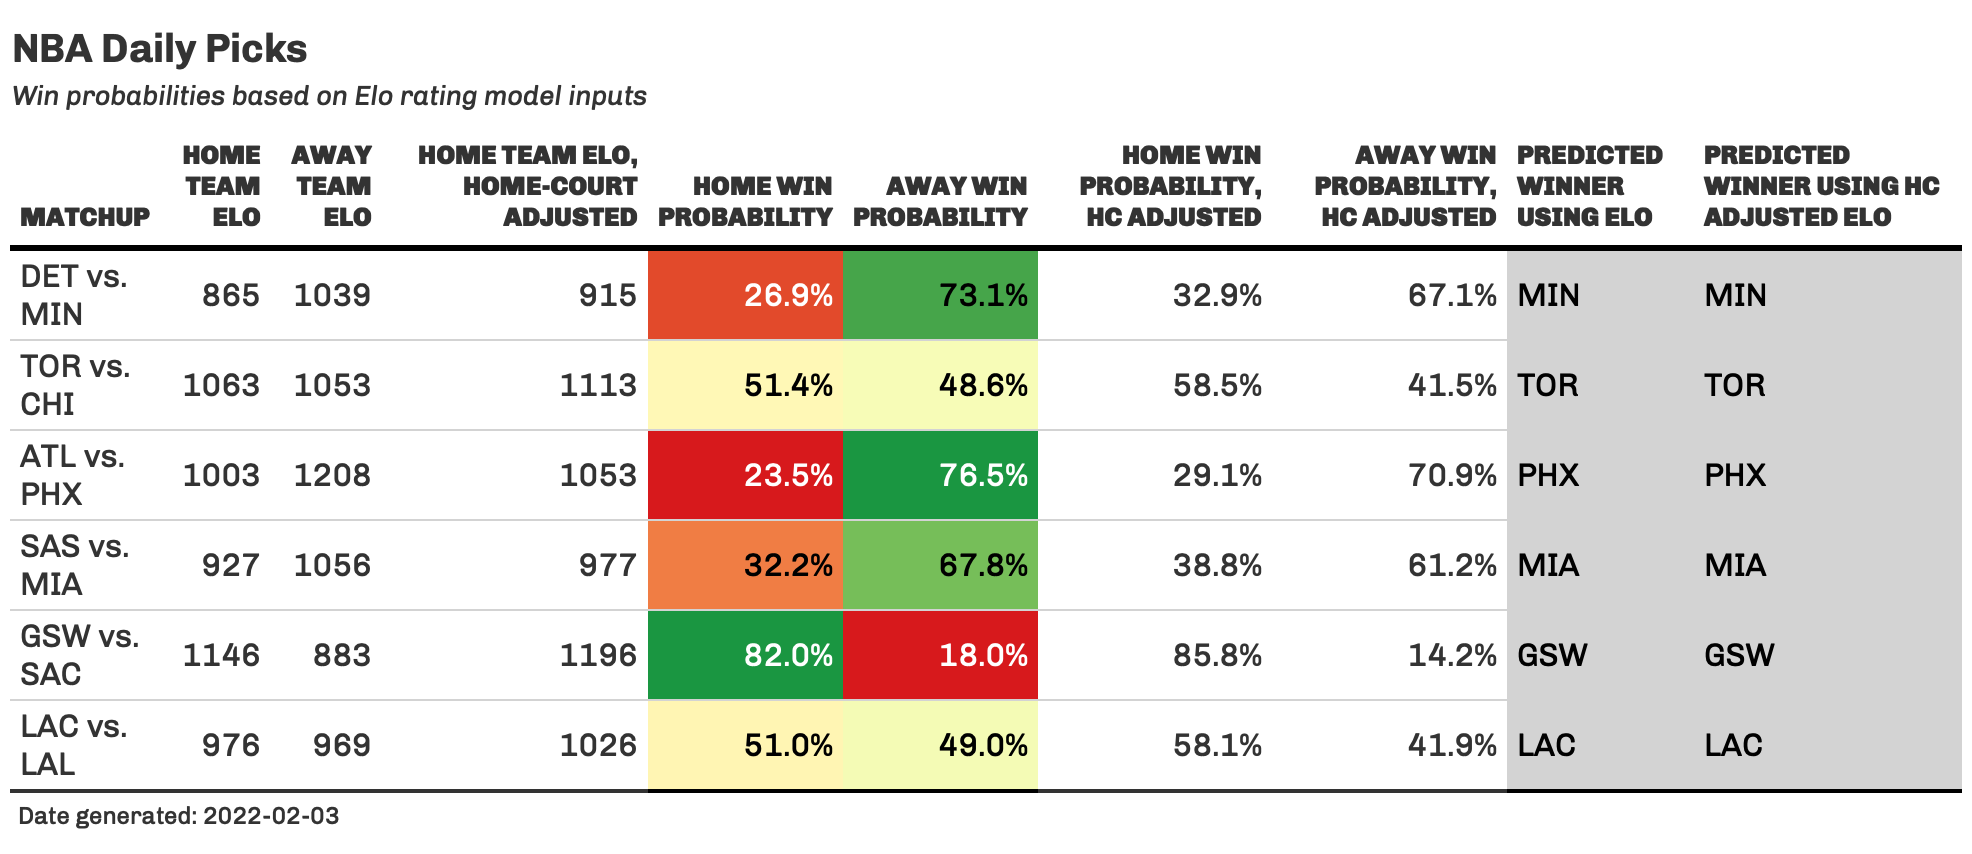 NBA Daily Picks
Win probabilities based on Elo rating model inputs
MATCHUP HOME TEAM ELO AWAY TEAM ELO HOME TEAM ELO, HOME-COURT ADJUSTED HOME WIN PROBABILITY AWAY WIN PROBABILITY HOME WIN PROBABILITY, HC ADJUSTED AWAY WIN PROBABILITY, HC ADJUSTED PREDICTED WINNER USING ELO PREDICTED WINNER USING HC ADJUSTED ELO
DET vs. MIN 865 1039 915 26.9% 73.1% 32.9% 67.1% MIN MIN
TOR vs. CHI 1063 1053 1113 51.4% 48.6% 58.5% 41.5% TOR TOR
ATL vs. PHX 1003 1208 1053 23.5% 76.5% 29.1% 70.9% PHX PHX
SAS vs. MIA 927 1056 977 32.2% 67.8% 38.8% 61.2% MIA MIA
GSW vs. SAC 1146 883 1196 82.0% 18.0% 85.8% 14.2% GSW GSW
LAC vs. LAL 976 969 1026 51.0% 49.0% 58.1% 41.9% LAC LAC
Date generated: 2022-02-03